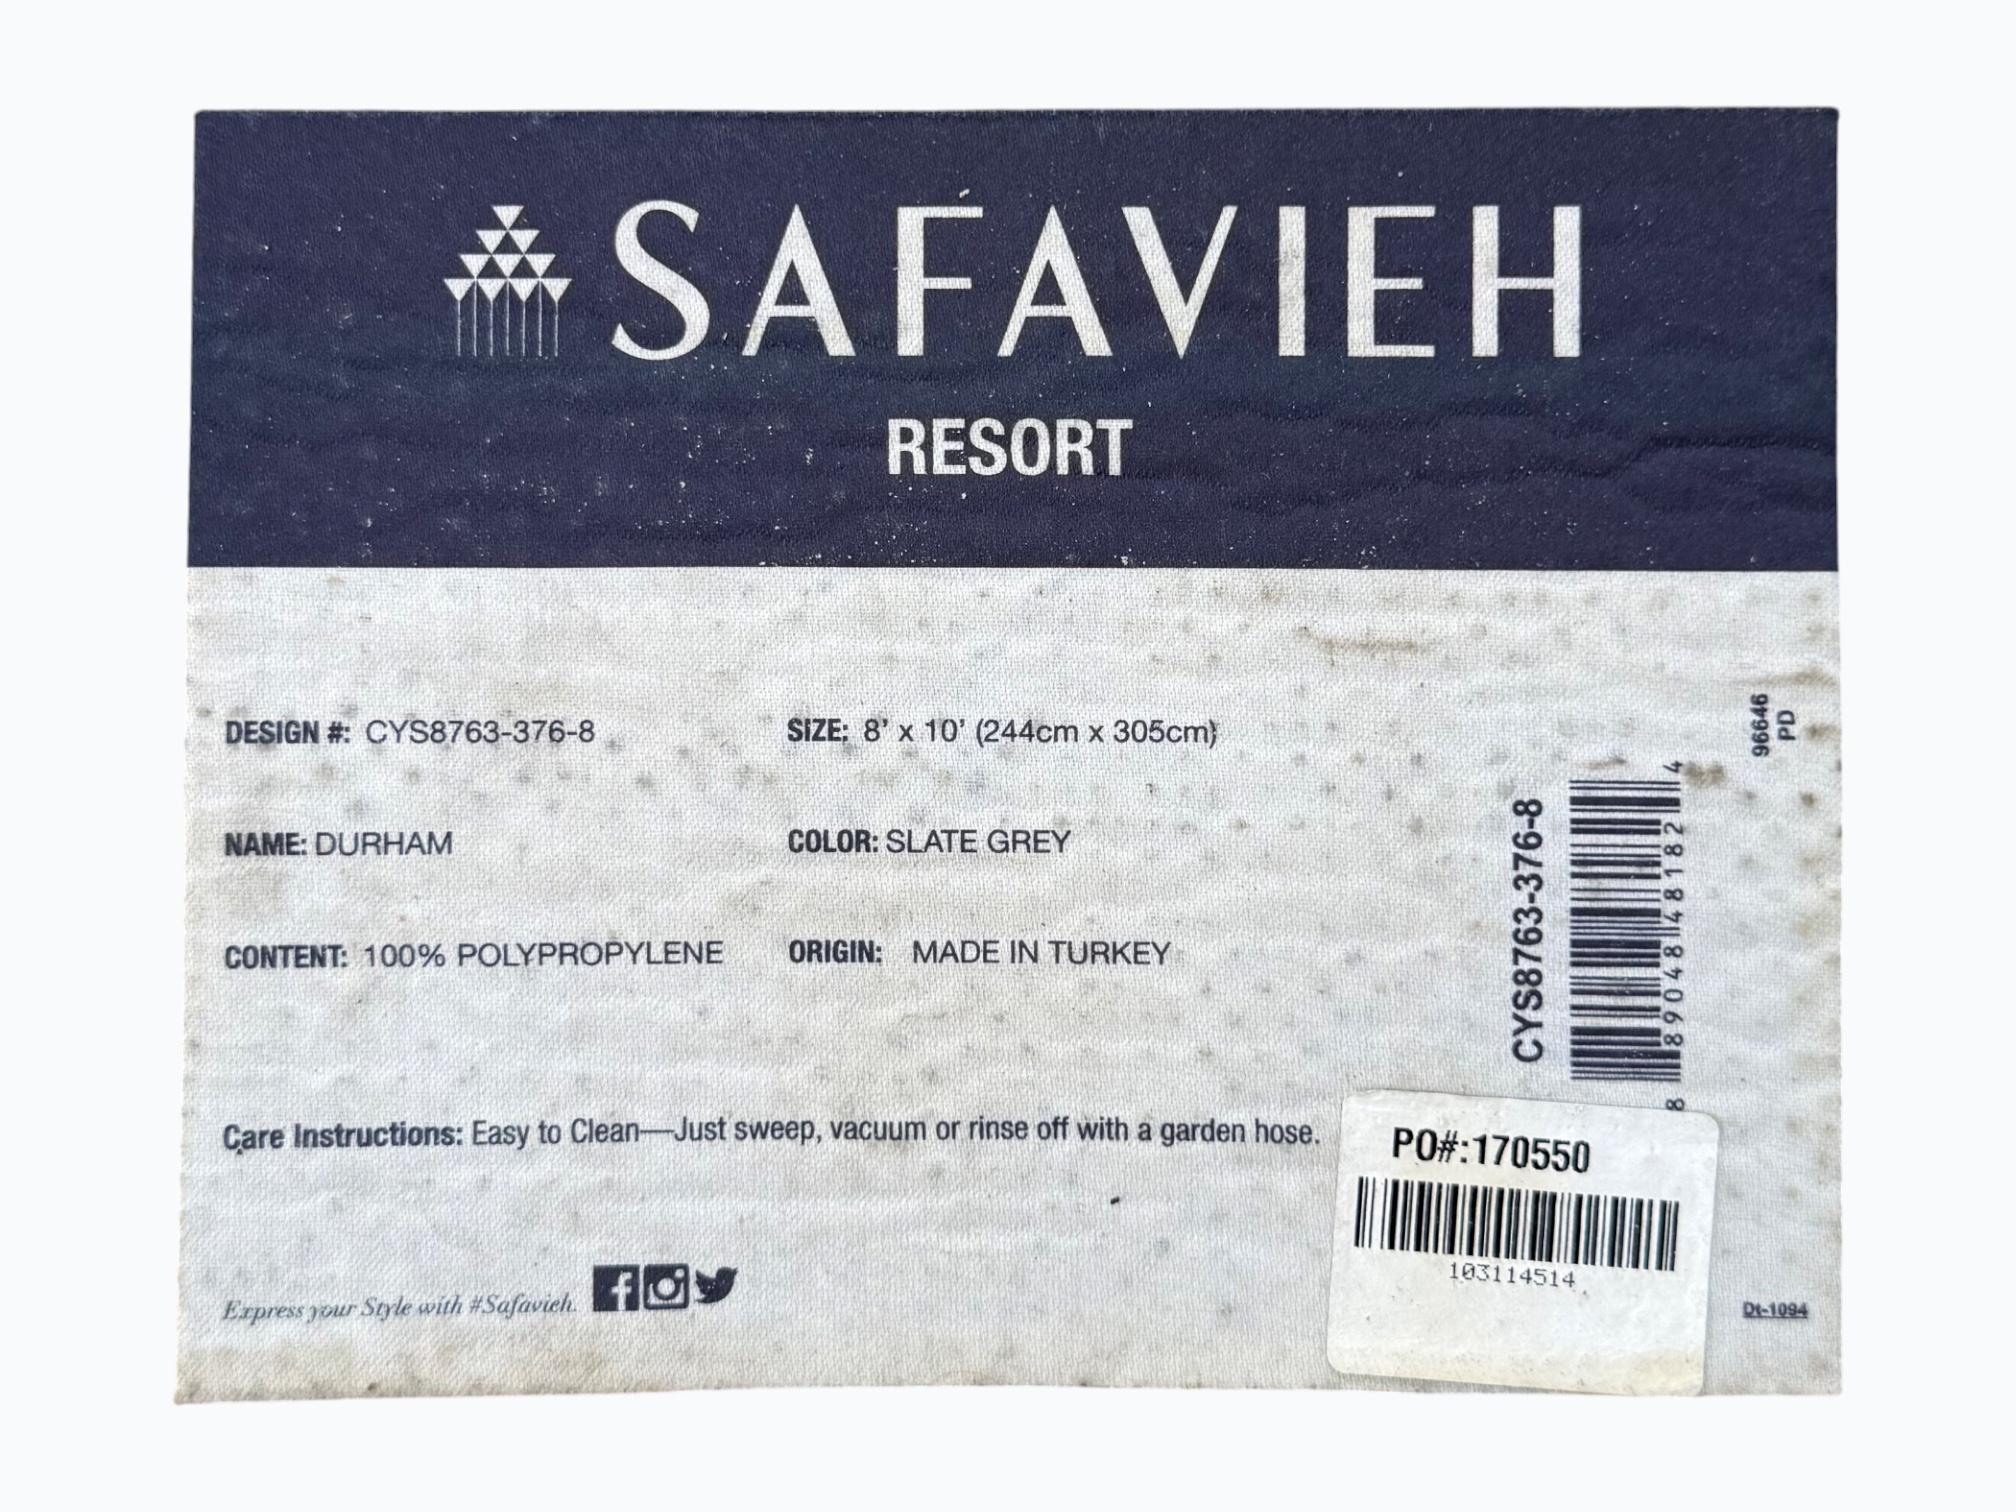 SAFAVIEH
RESORT
DESIGN #: CYS8763-376-8
SIZE: 8' x 10' (244cm x 305cm)
NAME: DURHAM
COLOR: SLATE GREY
CONTENT: 100% POLYPROPYLENE
ORIGIN: MADE IN TURKEY
Care Instructions: Easy to Clean—Just sweep, vacuum or rinse off with a garden hose.
Express your Style with #Safavieh.
CYS8763-376-8
8 89048 48182 4
96646
PD
PO#:170550
103114514
Dt-1094